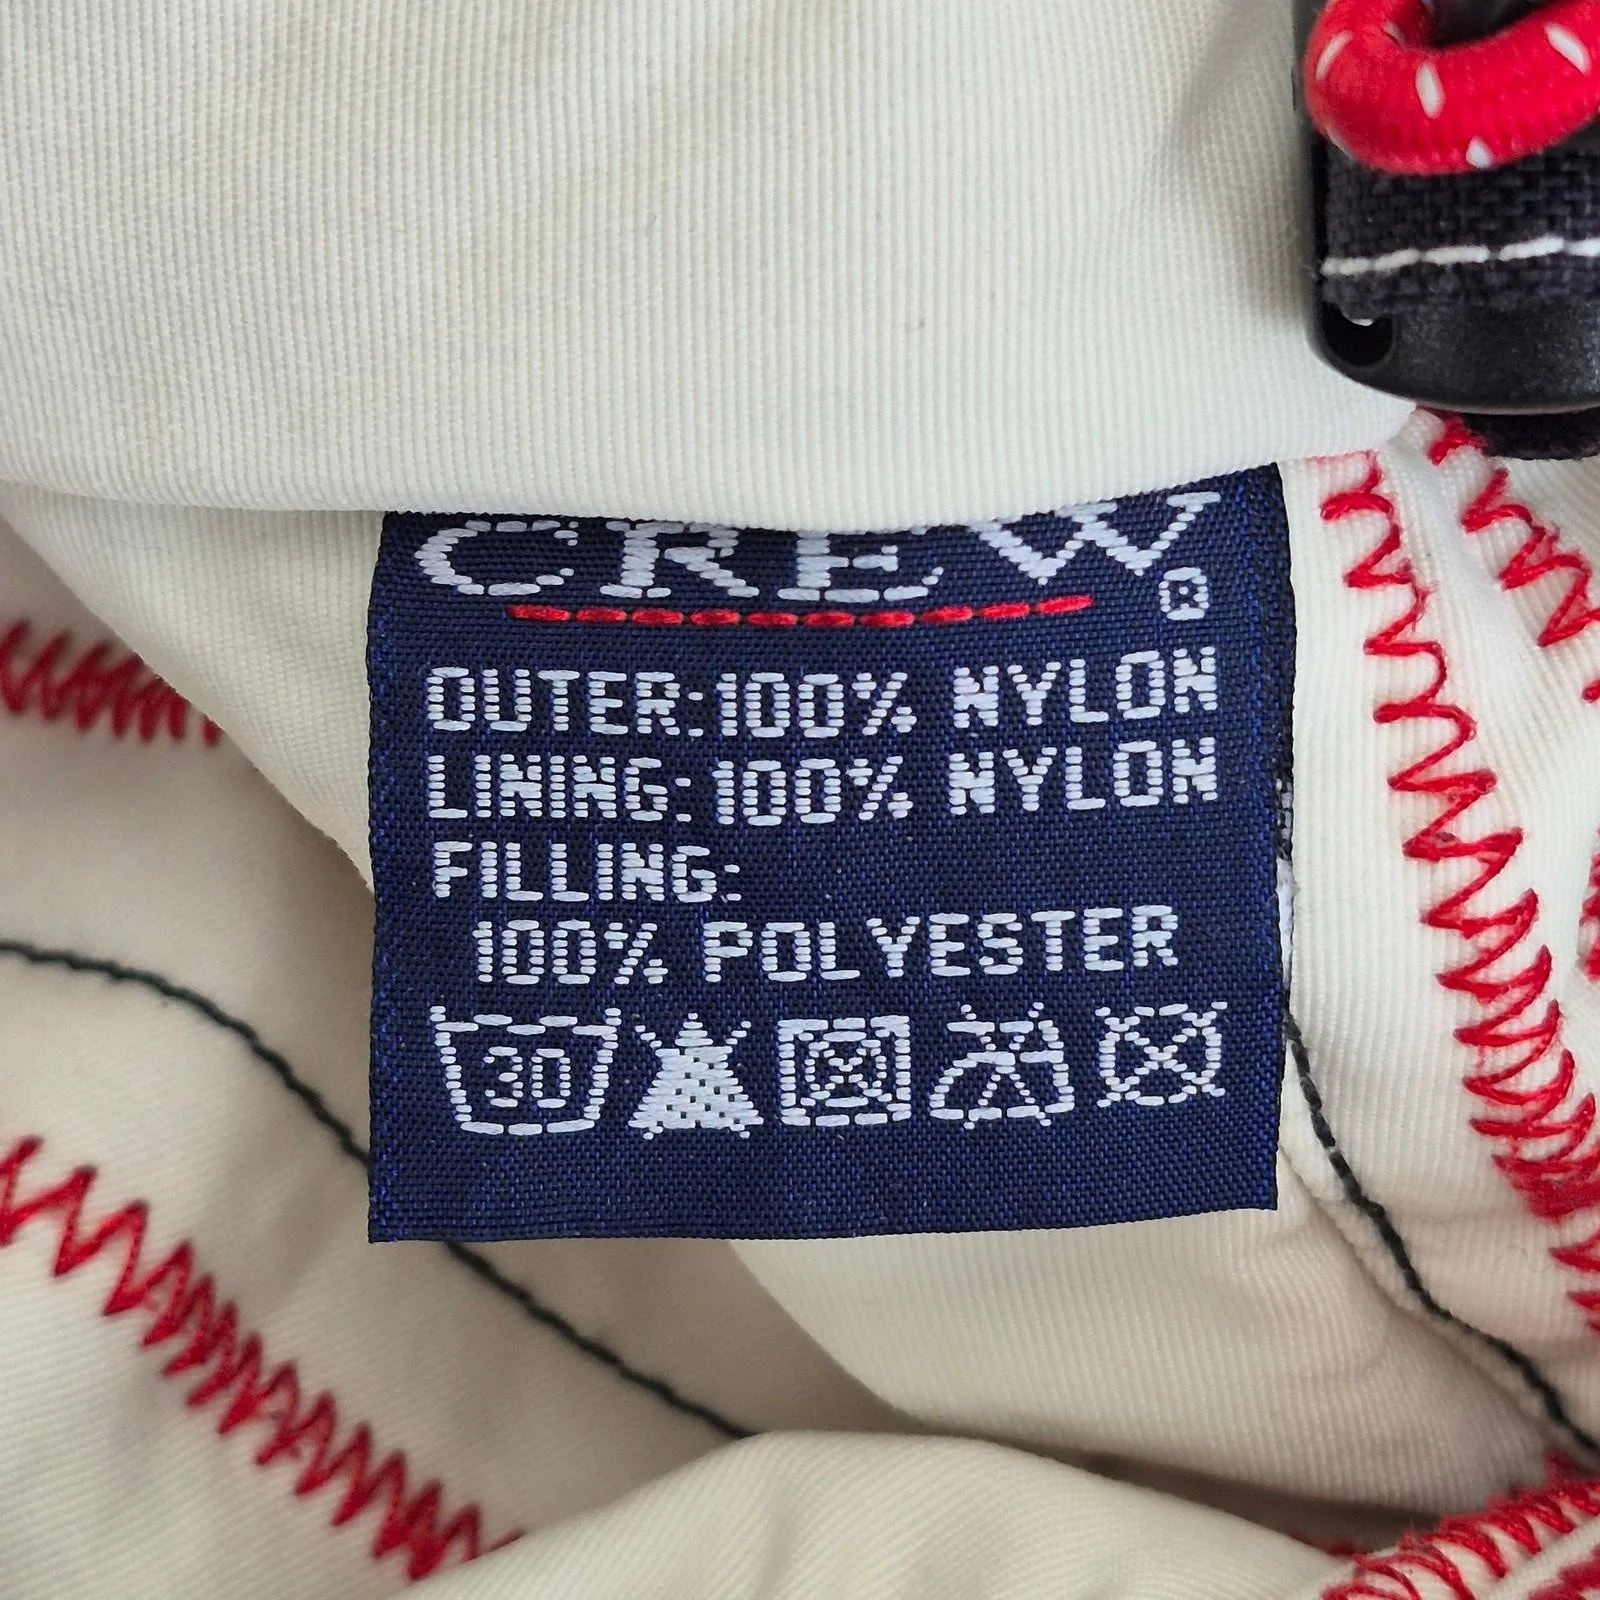 CREW
®
OUTER:100% NYLON
LINING:100% NYLON
FILLING:
100% POLYESTER
30